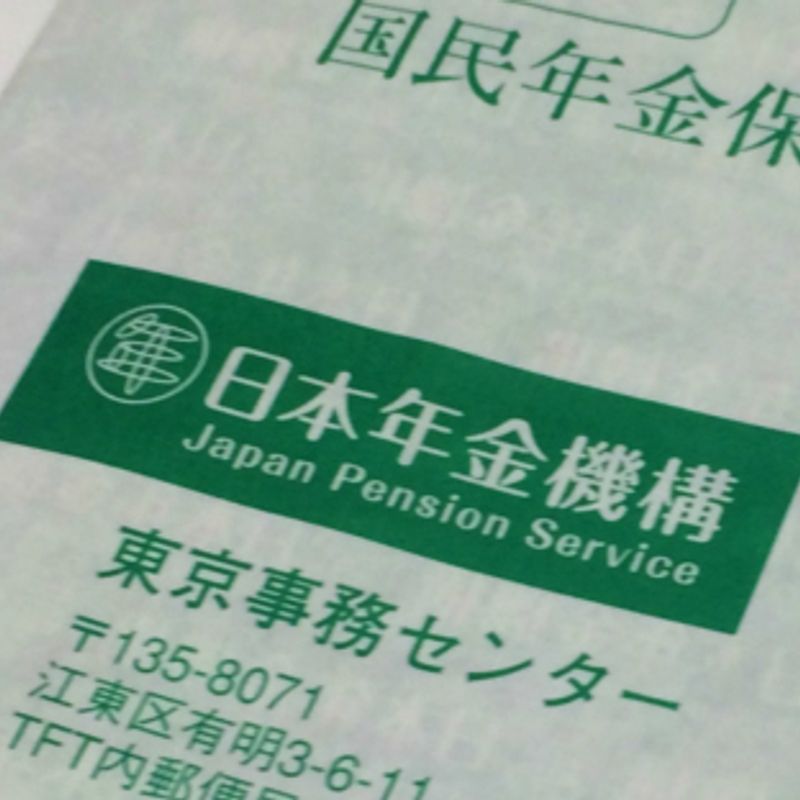 国民年金保
日本年金機構
Japan Pension Service
東京事務センター
〒135-8071
江東区有明3-6-11
TFT内郵便局